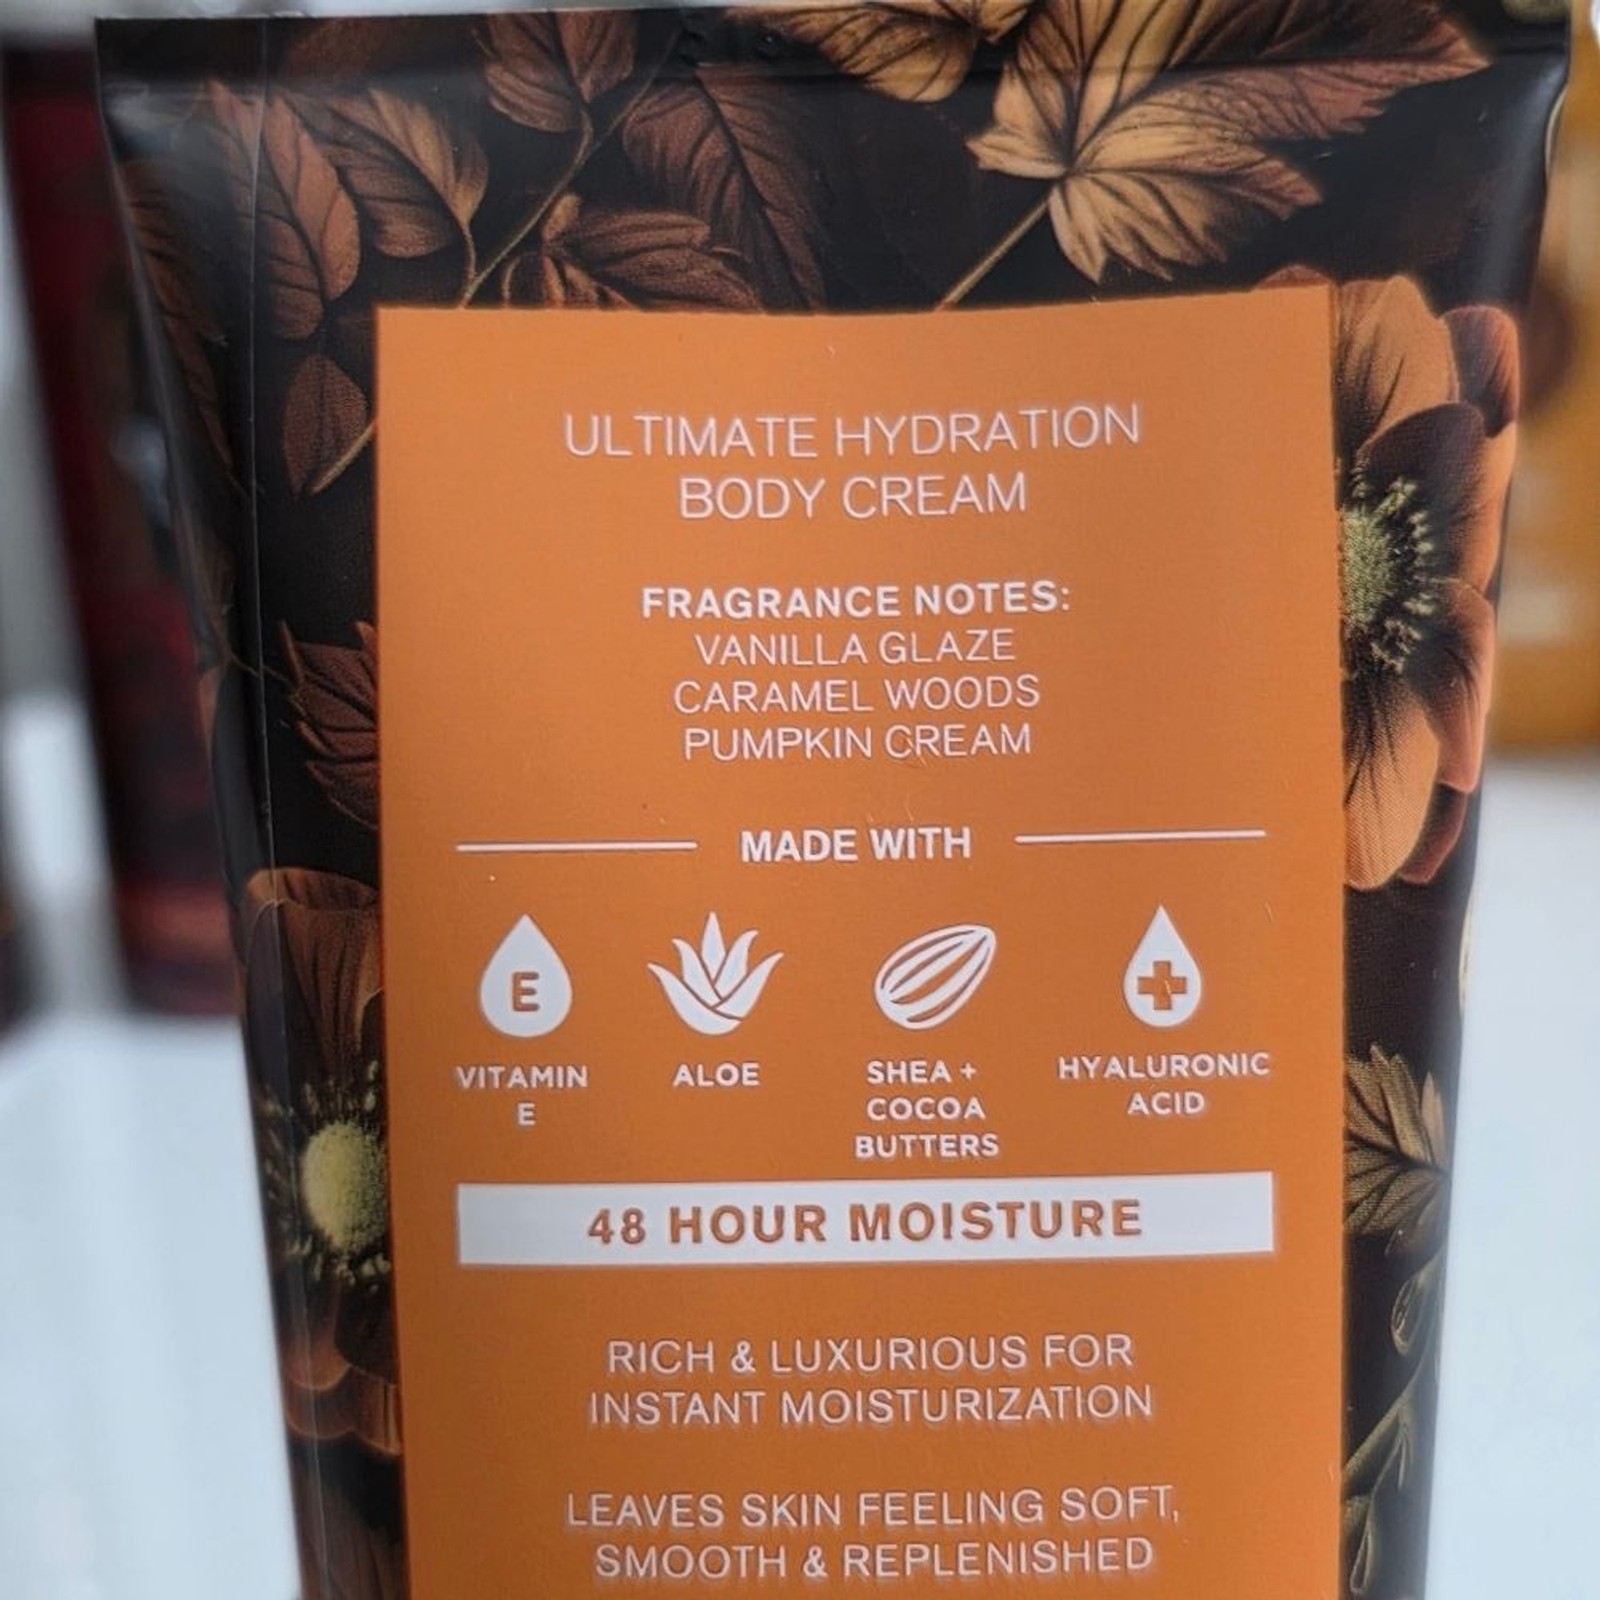 ULTIMATE HYDRATION
BODY CREAM
FRAGRANCE NOTES:
VANILLA GLAZE
CARAMEL WOODS
PUMPKIN CREAM
MADE WITH
E
VITAMIN
E
ALOE
SHEA +
COCOA
BUTTERS
HYALURONIC
ACID
48 HOUR MOISTURE
RICH & LUXURIOUS FOR
INSTANT MOISTURIZATION
LEAVES SKIN FEELING SOFT,
SMOOTH & REPLENISHED